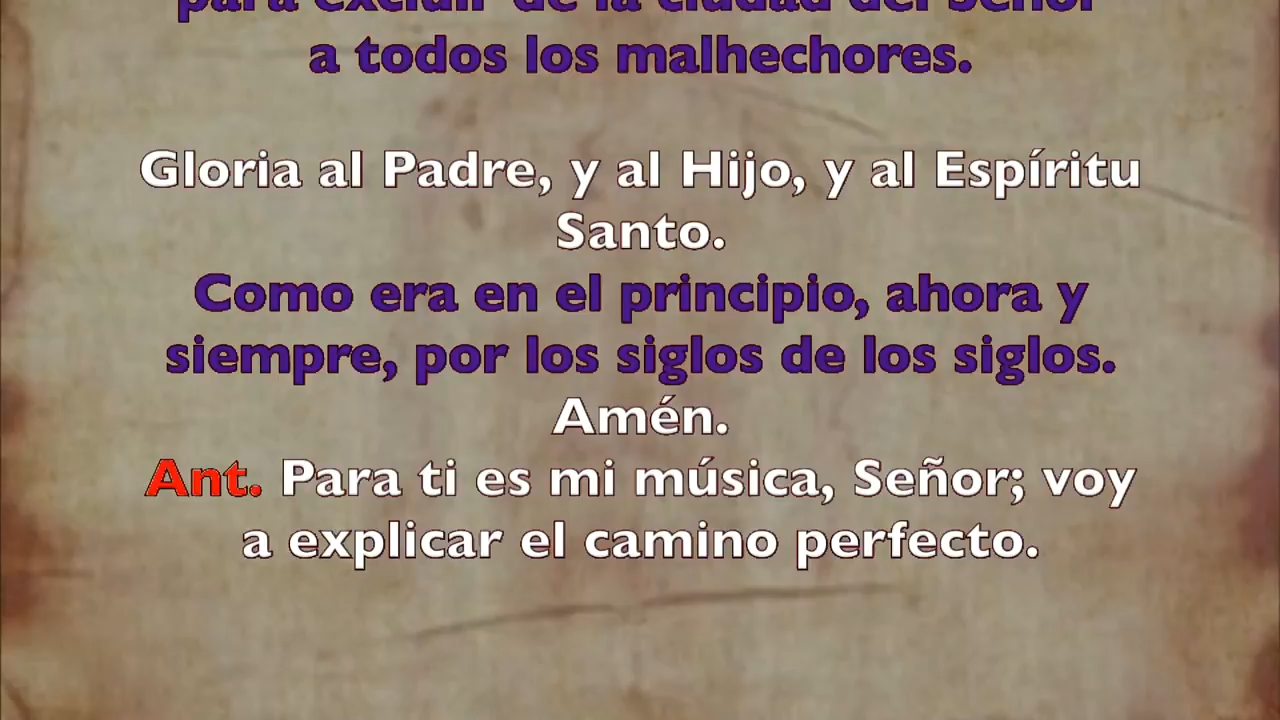 para excluir de la ciudad del Señor
a todos los malhechores.
Gloria al Padre, y al Hijo, y al Espíritu
Santo.
Como era en el principio, ahora y
siempre, por los siglos de los siglos.
Amén.
Ant. Para ti es mi música, Señor; voy
a explicar el camino perfecto.